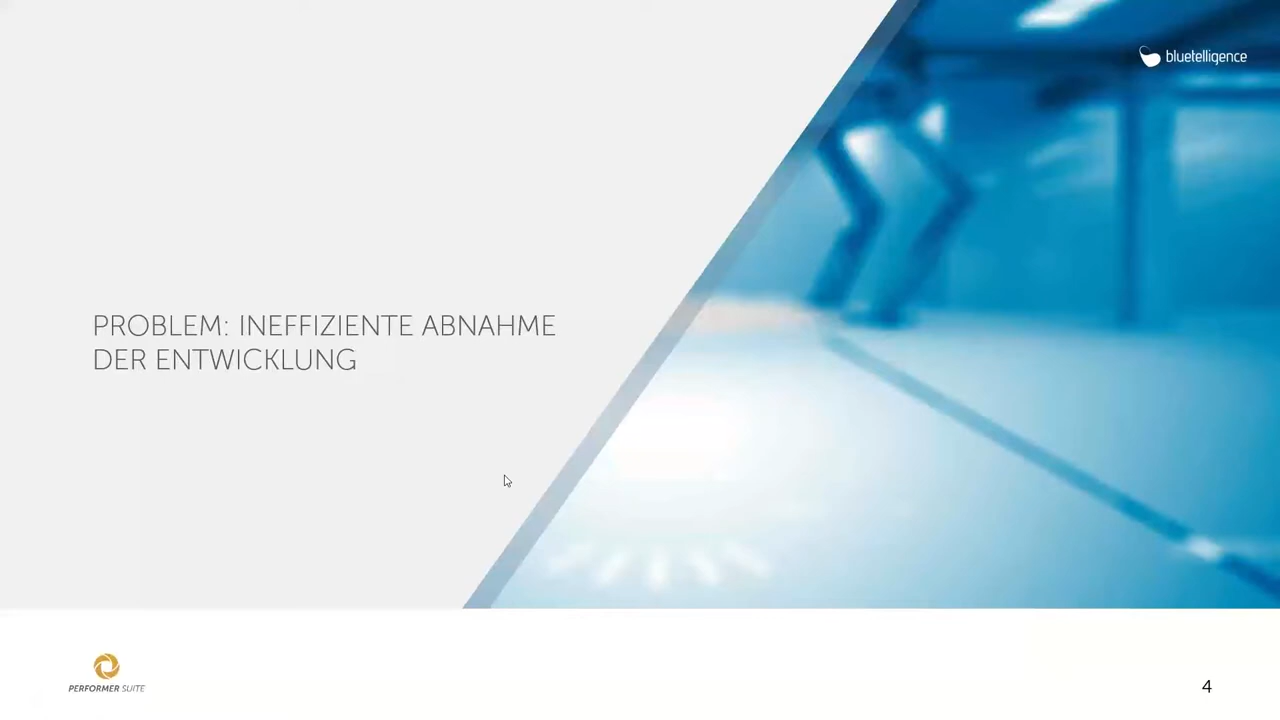 bluetelligence
PROBLEM: INEFFIZIENTE ABNAHME
DER ENTWICKLUNG
PERFORMER SUITE
4